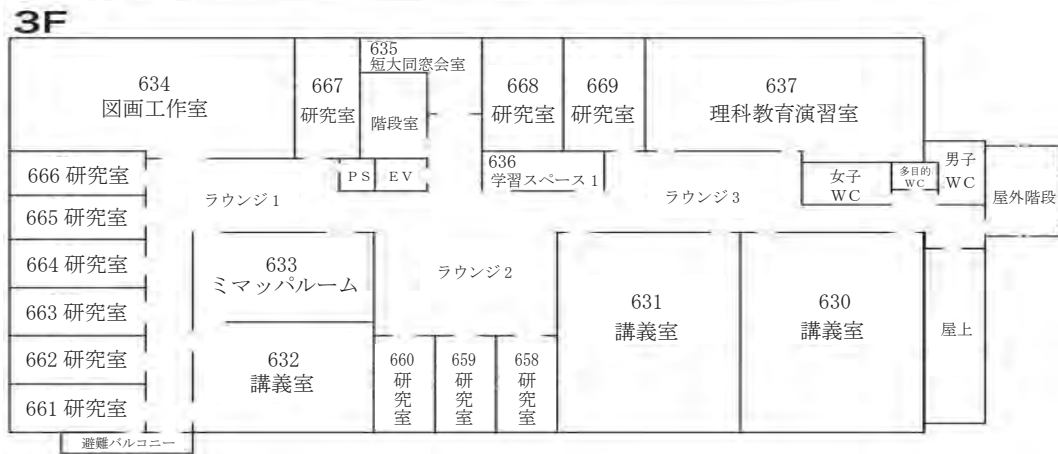 3F
634
図画工作室
667
研究室
635
短大同窓会室
階段室
668
研究室
669
研究室
637
理科教育演習室
PS
EV
636
学習スペース1
女子
WC
多目的
WC
男子
WC
屋外階段
666 研究室
665 研究室
664 研究室
663 研究室
662 研究室
661 研究室
ラウンジ1
ラウンジ3
633
ミマッパルーム
ラウンジ2
631
講義室
630
講義室
屋上
632
講義室
660
研究室
659
研究室
658
研究室
避難バルコニー